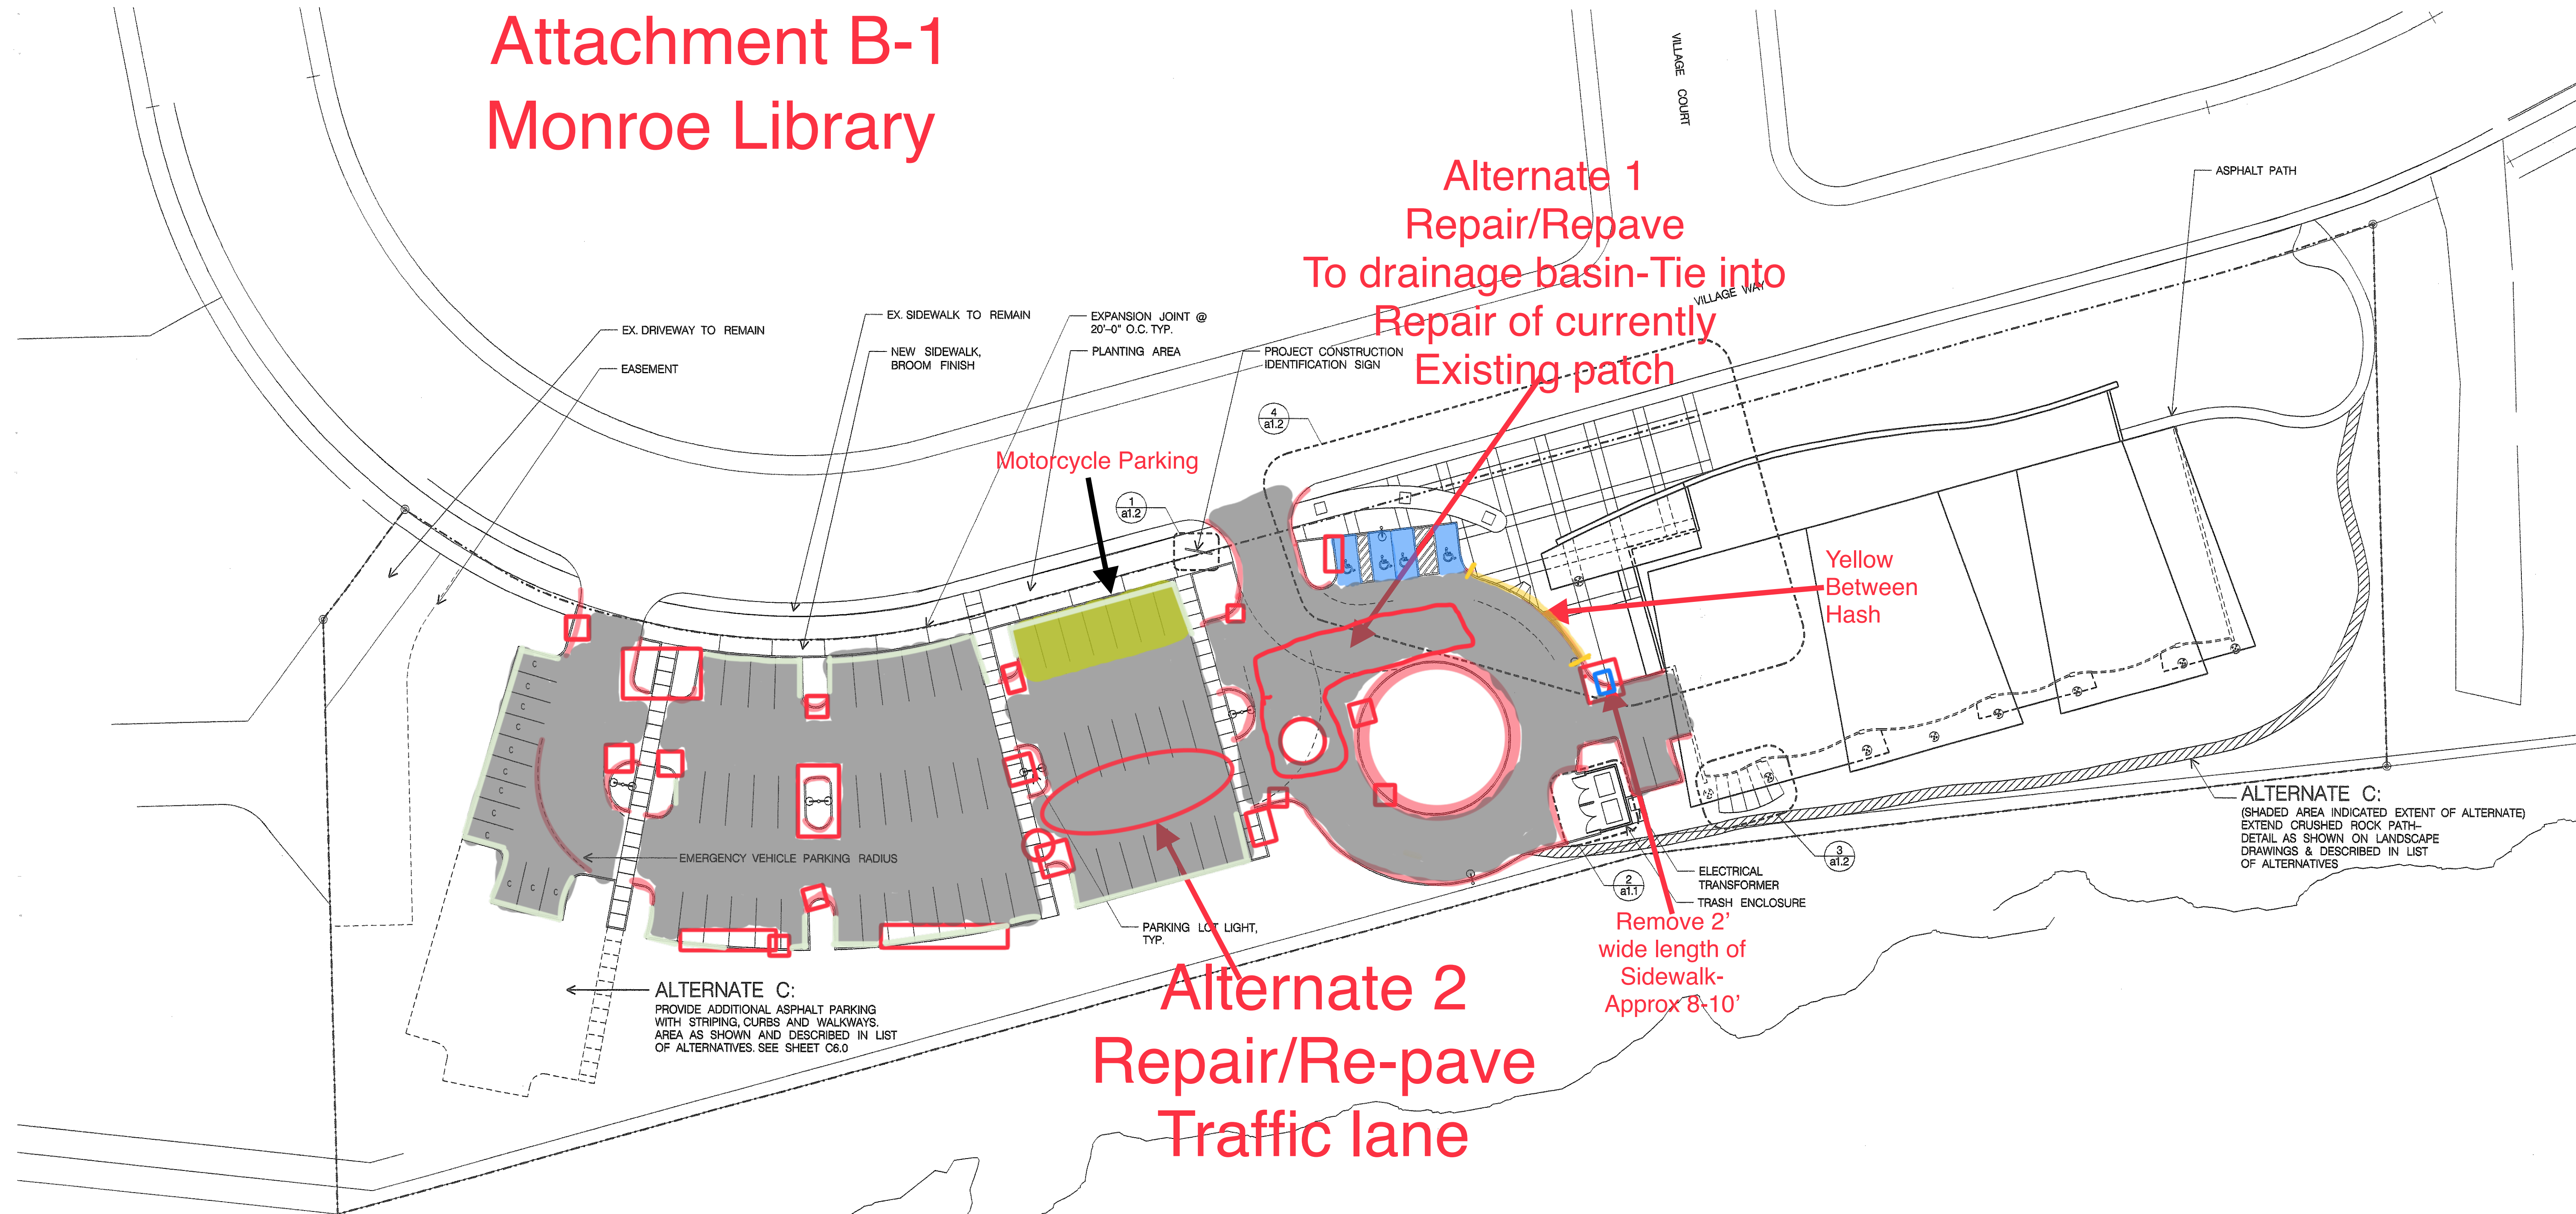 Attachment B-1
Monroe Library
VILLAGE COURT
Alternate 1
Repair/Repave
To drainage basin-Tie into
Repair of currently
Existing patch
VILLAGE WAY
ASPHALT PATH
EX. DRIVEWAY TO REMAIN
EASEMENT
EX. SIDEWALK TO REMAIN
NEW SIDEWALK,
BROOM FINISH
EXPANSION JOINT @
20'-0" O.C. TYP.
PLANTING AREA
PROJECT CONSTRUCTION
IDENTIFICATION SIGN
4
a1.2
Motorcycle Parking
1
a1.2
Yellow
Between
Hash
C
C
C
C
C
C
C
C
C
C
C
EMERGENCY VEHICLE PARKING RADIUS
ALTERNATE C:
(SHADED AREA INDICATED EXTENT OF ALTERNATE)
EXTEND CRUSHED ROCK PATH-
DETAIL AS SHOWN ON LANDSCAPE
DRAWINGS & DESCRIBED IN LIST
OF ALTERNATIVES
3
a1.2
2
a1.1
ELECTRICAL
TRANSFORMER
TRASH ENCLOSURE
Remove 2'
wide length of
Sidewalk-
Approx 8-10'
PARKING LOT LIGHT,
TYP.
ALTERNATE C:
PROVIDE ADDITIONAL ASPHALT PARKING
WITH STRIPING, CURBS AND WALKWAYS.
AREA AS SHOWN AND DESCRIBED IN LIST
OF ALTERNATIVES. SEE SHEET C6.0
Alternate 2
Repair/Re-pave
Traffic lane